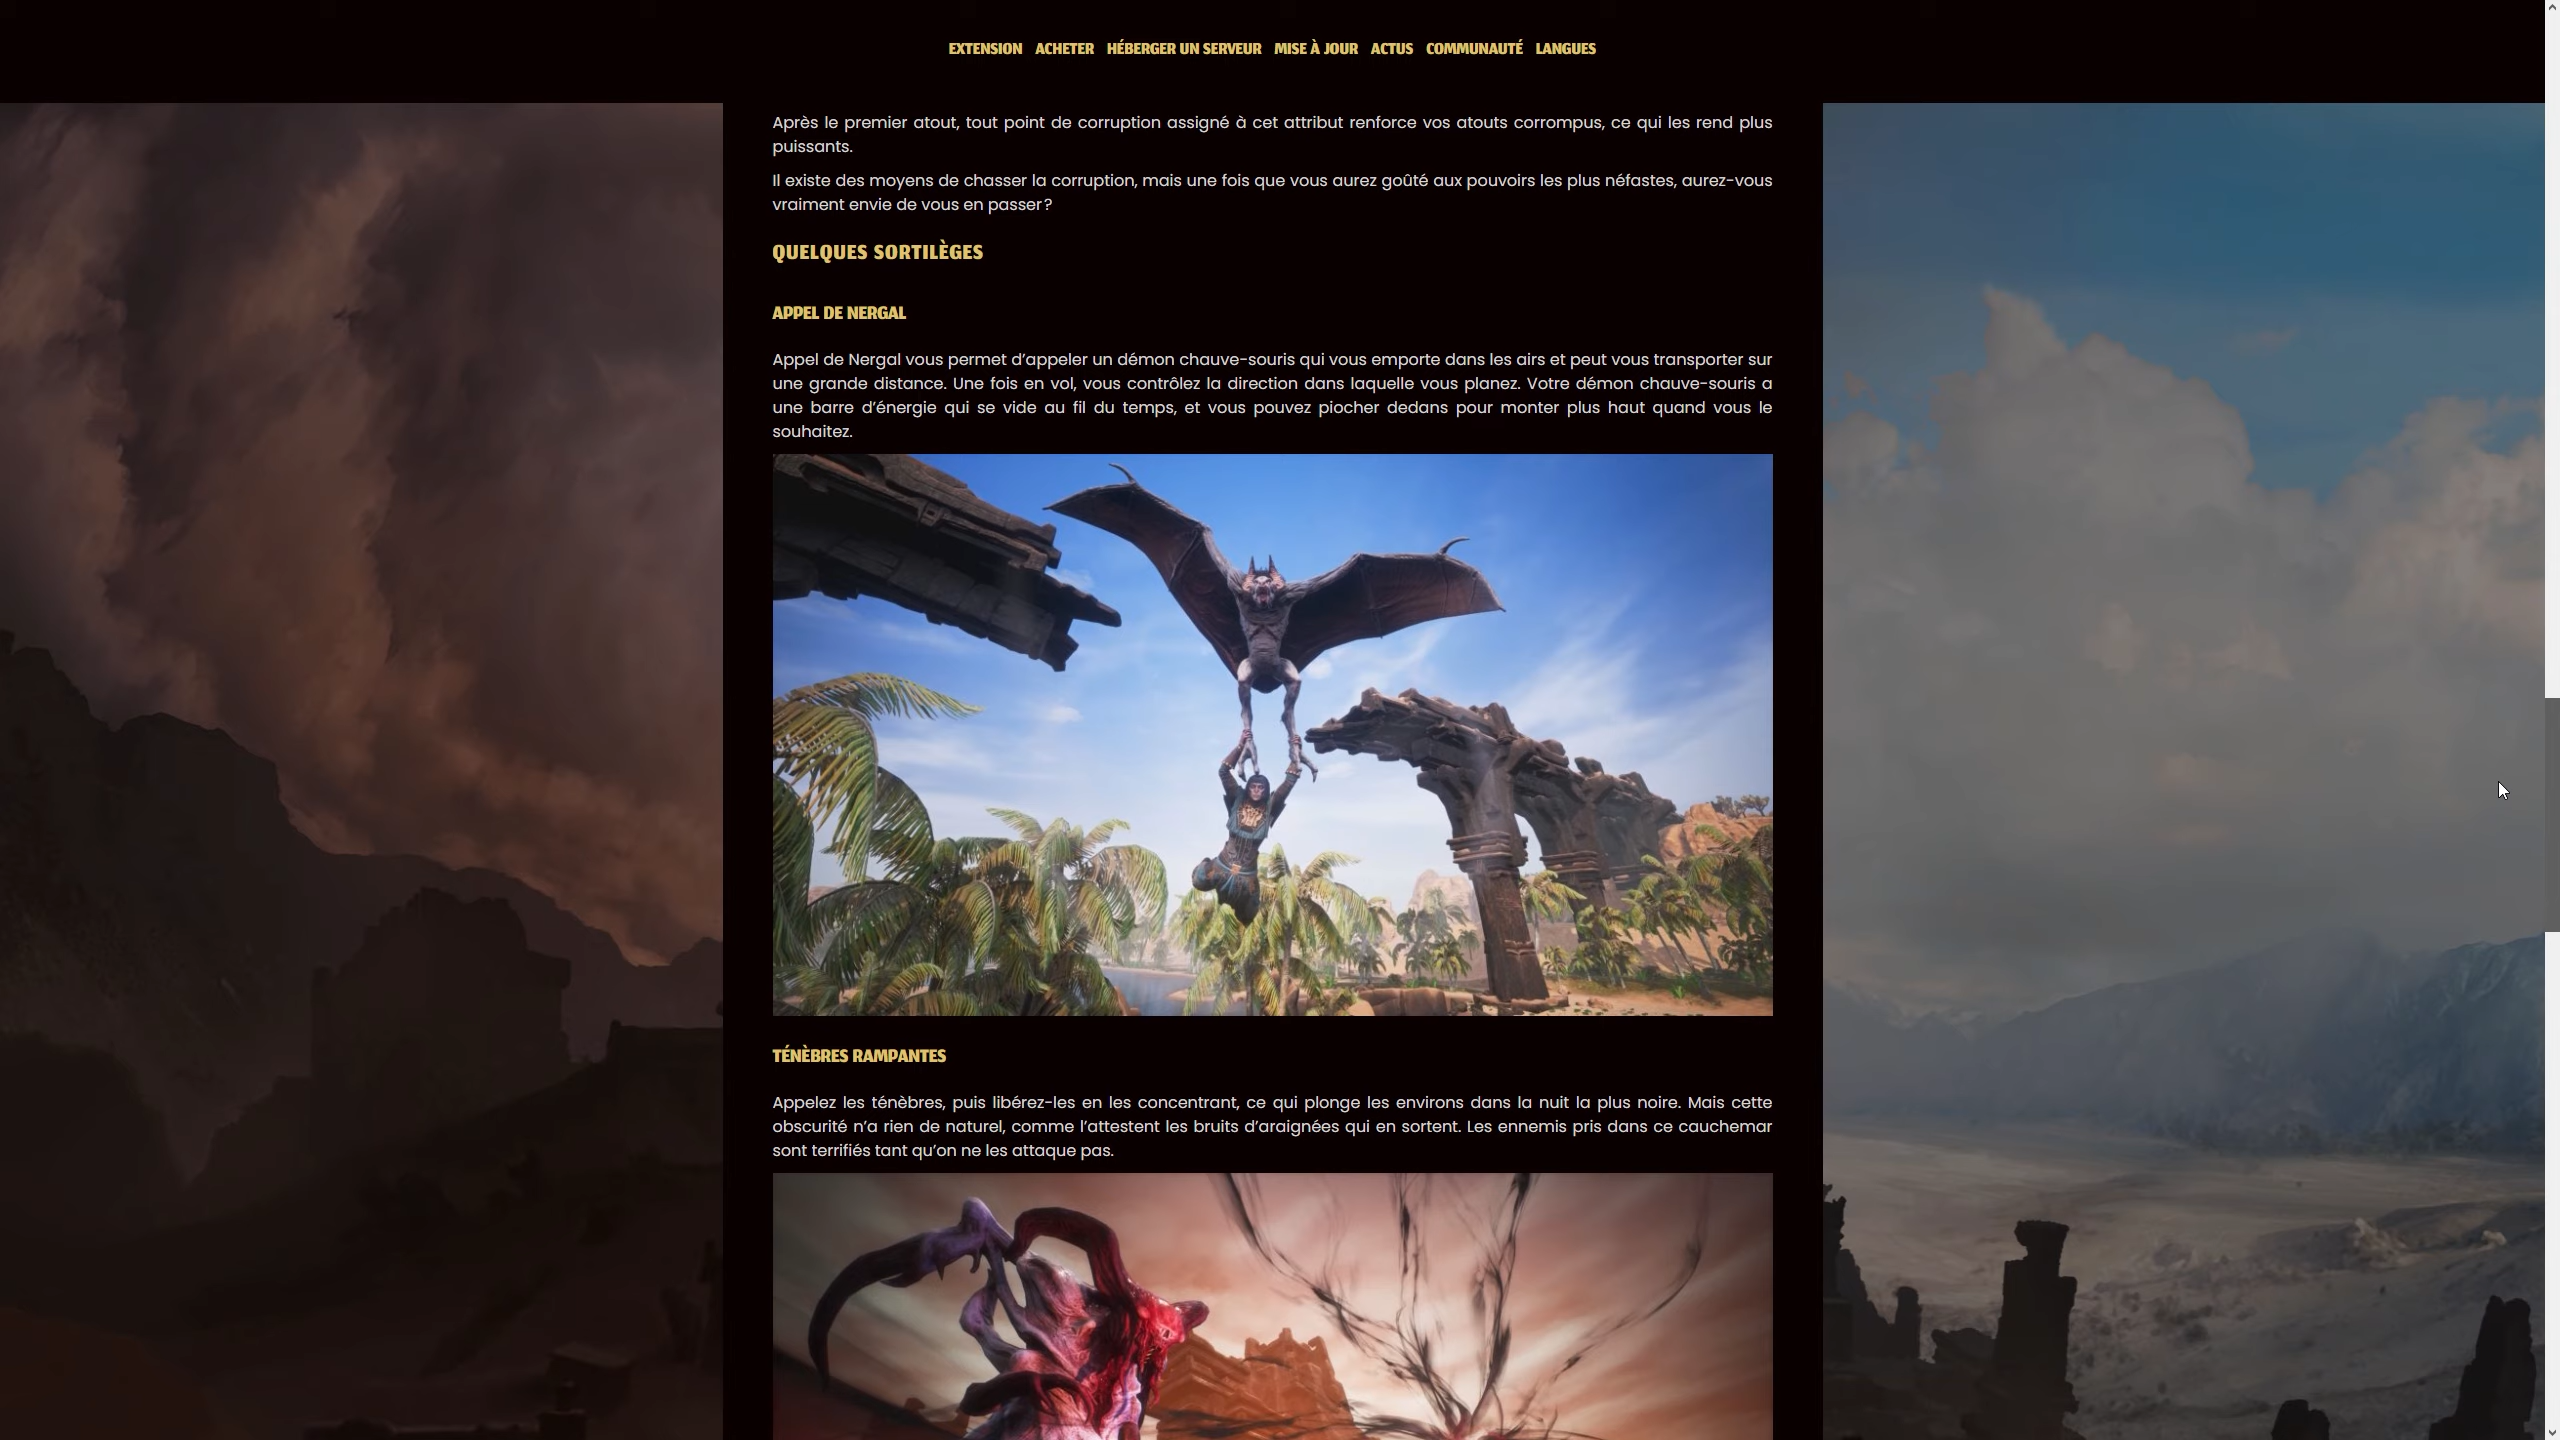 EXTENSION ACHETER HÉBERGER UN SERVEUR MISE À JOUR ACTUS COMMUNAUTÉ LANGUES
Après le premier atout, tout point de corruption assigné à cet attribut renforce vos atouts corrompus, ce qui les rend plus
puissants.
Il existe des moyens de chasser la corruption, mais une fois que vous aurez goûté aux pouvoirs les plus néfastes, aurez-vous
vraiment envie de vous en passer ?
QUELQUES SORTILÈGES
APPEL DE NERGAL
Appel de Nergal vous permet d’appeler un démon chauve-souris qui vous emporte dans les airs et peut vous transporter sur
une grande distance. Une fois en vol, vous contrôlez la direction dans laquelle vous planez. Votre démon chauve-souris a
une barre d’énergie qui se vide au fil du temps, et vous pouvez piocher dedans pour monter plus haut quand vous le
souhaitez.
TÉNÈBRES RAMPANTES
Appelez les ténèbres, puis libérez-les en les concentrant, ce qui plonge les environs dans la nuit la plus noire. Mais cette
obscurité n’a rien de naturel, comme l’attestent les bruits d’araignées qui en sortent. Les ennemis pris dans ce cauchemar
sont terrifiés tant qu’on ne les attaque pas.